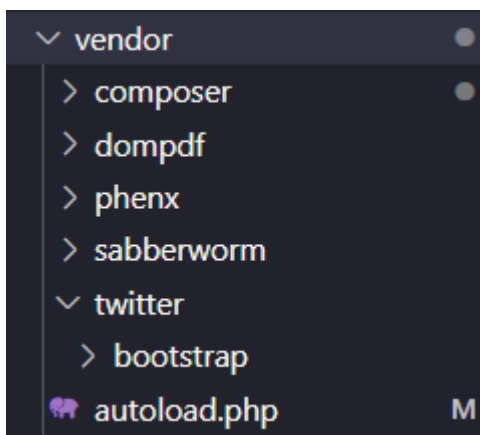 vendor
composer
dompdf
phenx
sabberworm
twitter
bootstrap
autoload.php M